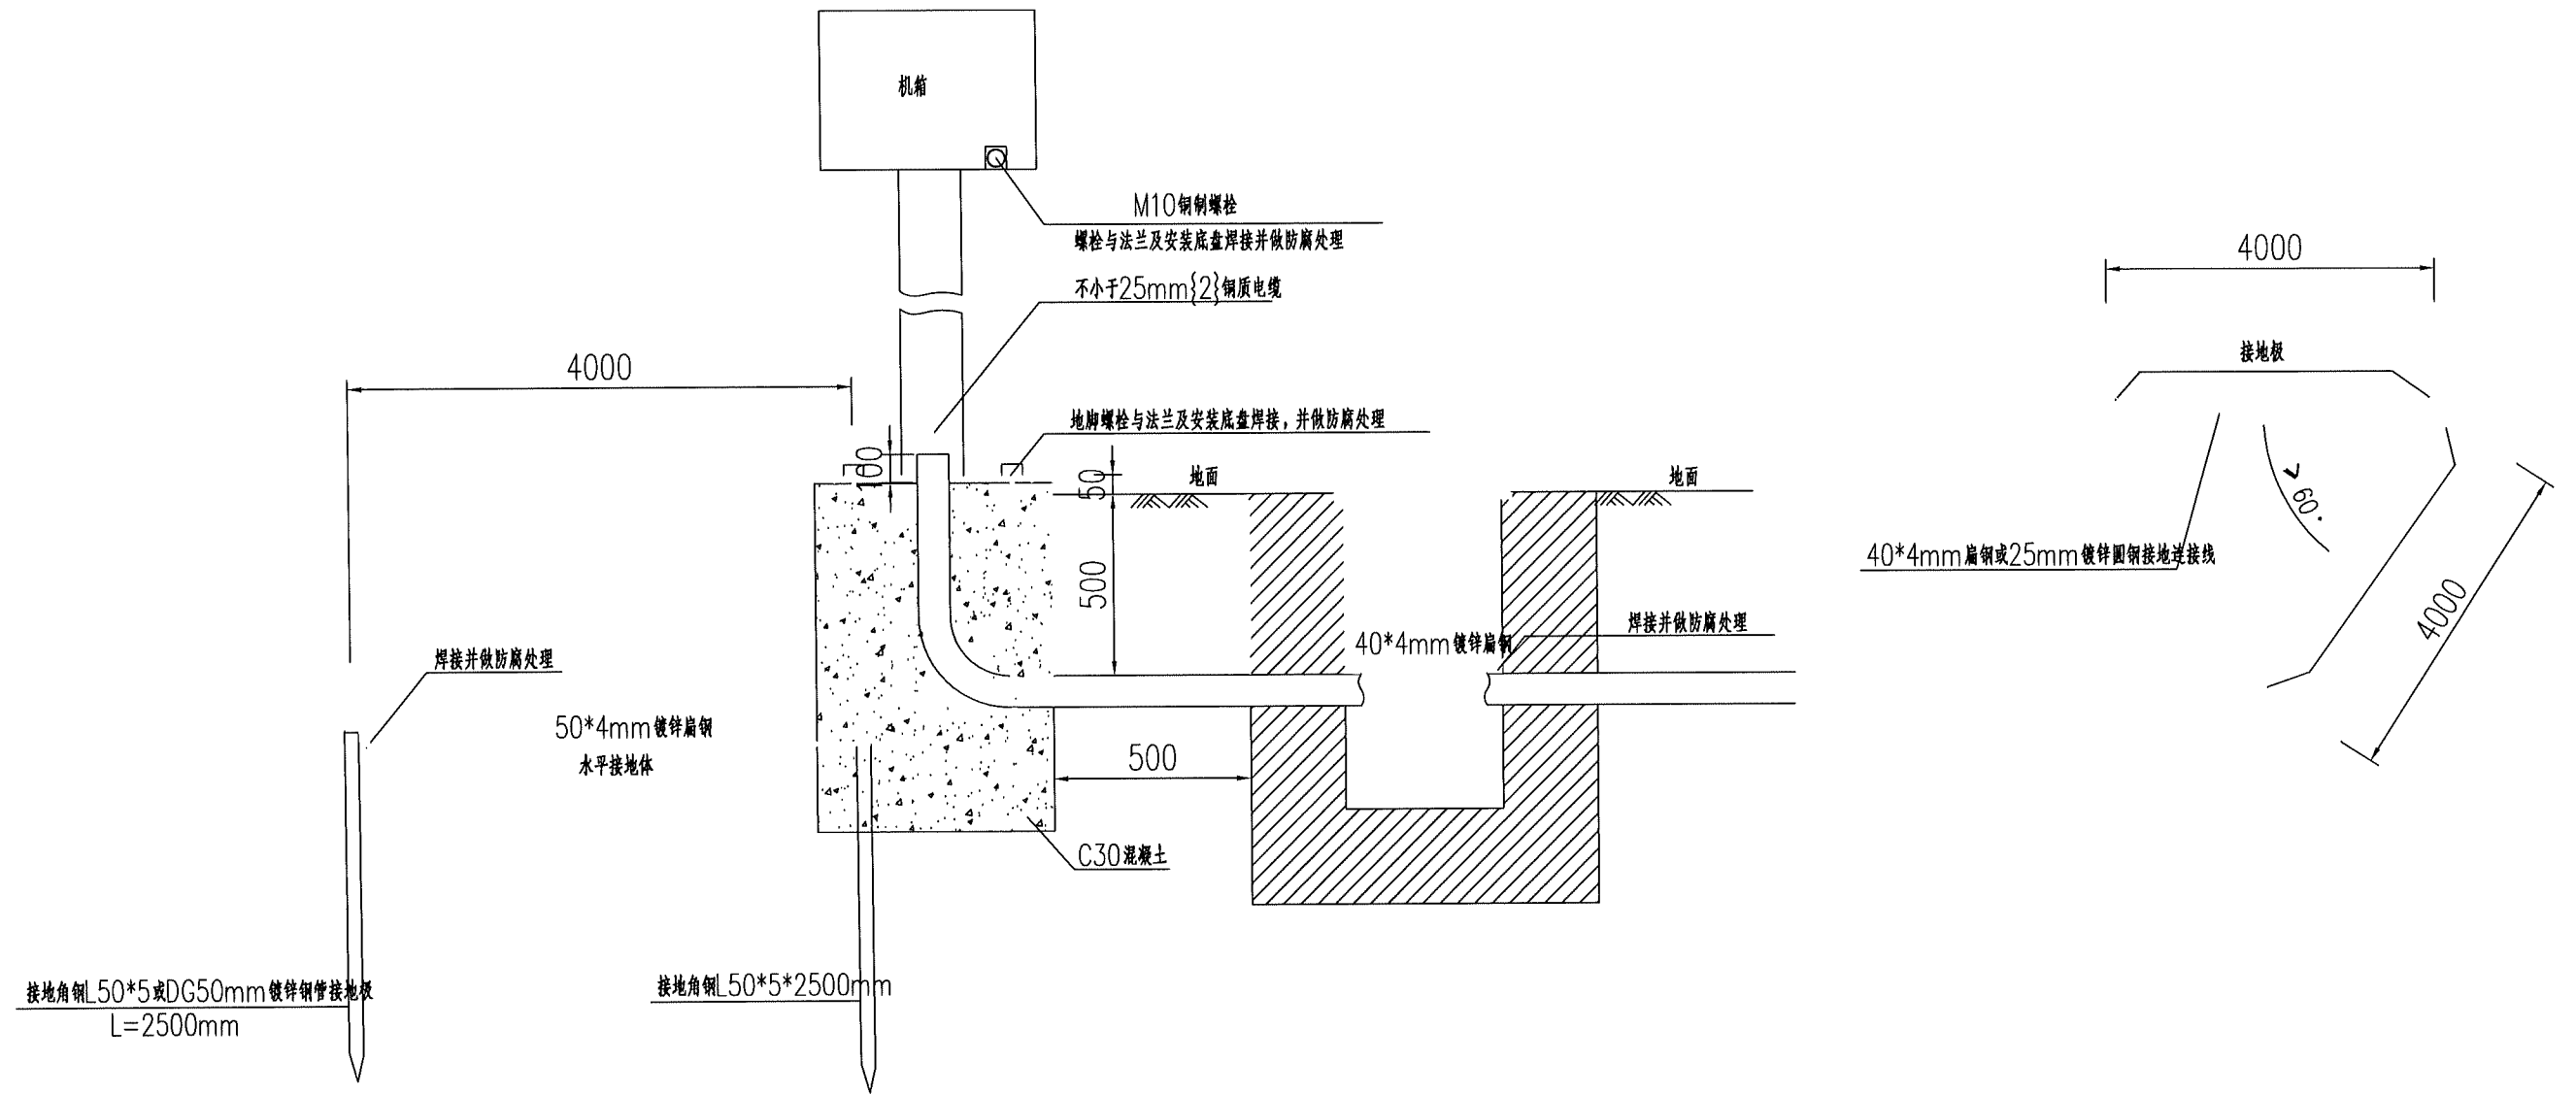 机箱
M10铜制螺栓
螺栓与法兰及安装底盘焊接并做防腐处理
不小于25mm{2}铜质电缆
4000
4000
接地极
地脚螺栓与法兰及安装底盘焊接，并做防腐处理
100
50
地面
地面
60°
40*4mm扁钢或25mm镀锌圆钢接地连接线
500
4000
40*4mm镀锌扁钢
焊接并做防腐处理
焊接并做防腐处理
50*4mm镀锌扁钢
水平接地体
500
C30混凝土
接地角钢L50*5或DG50mm镀锌钢管接地极
L=2500mm
接地角钢L50*5*2500mm